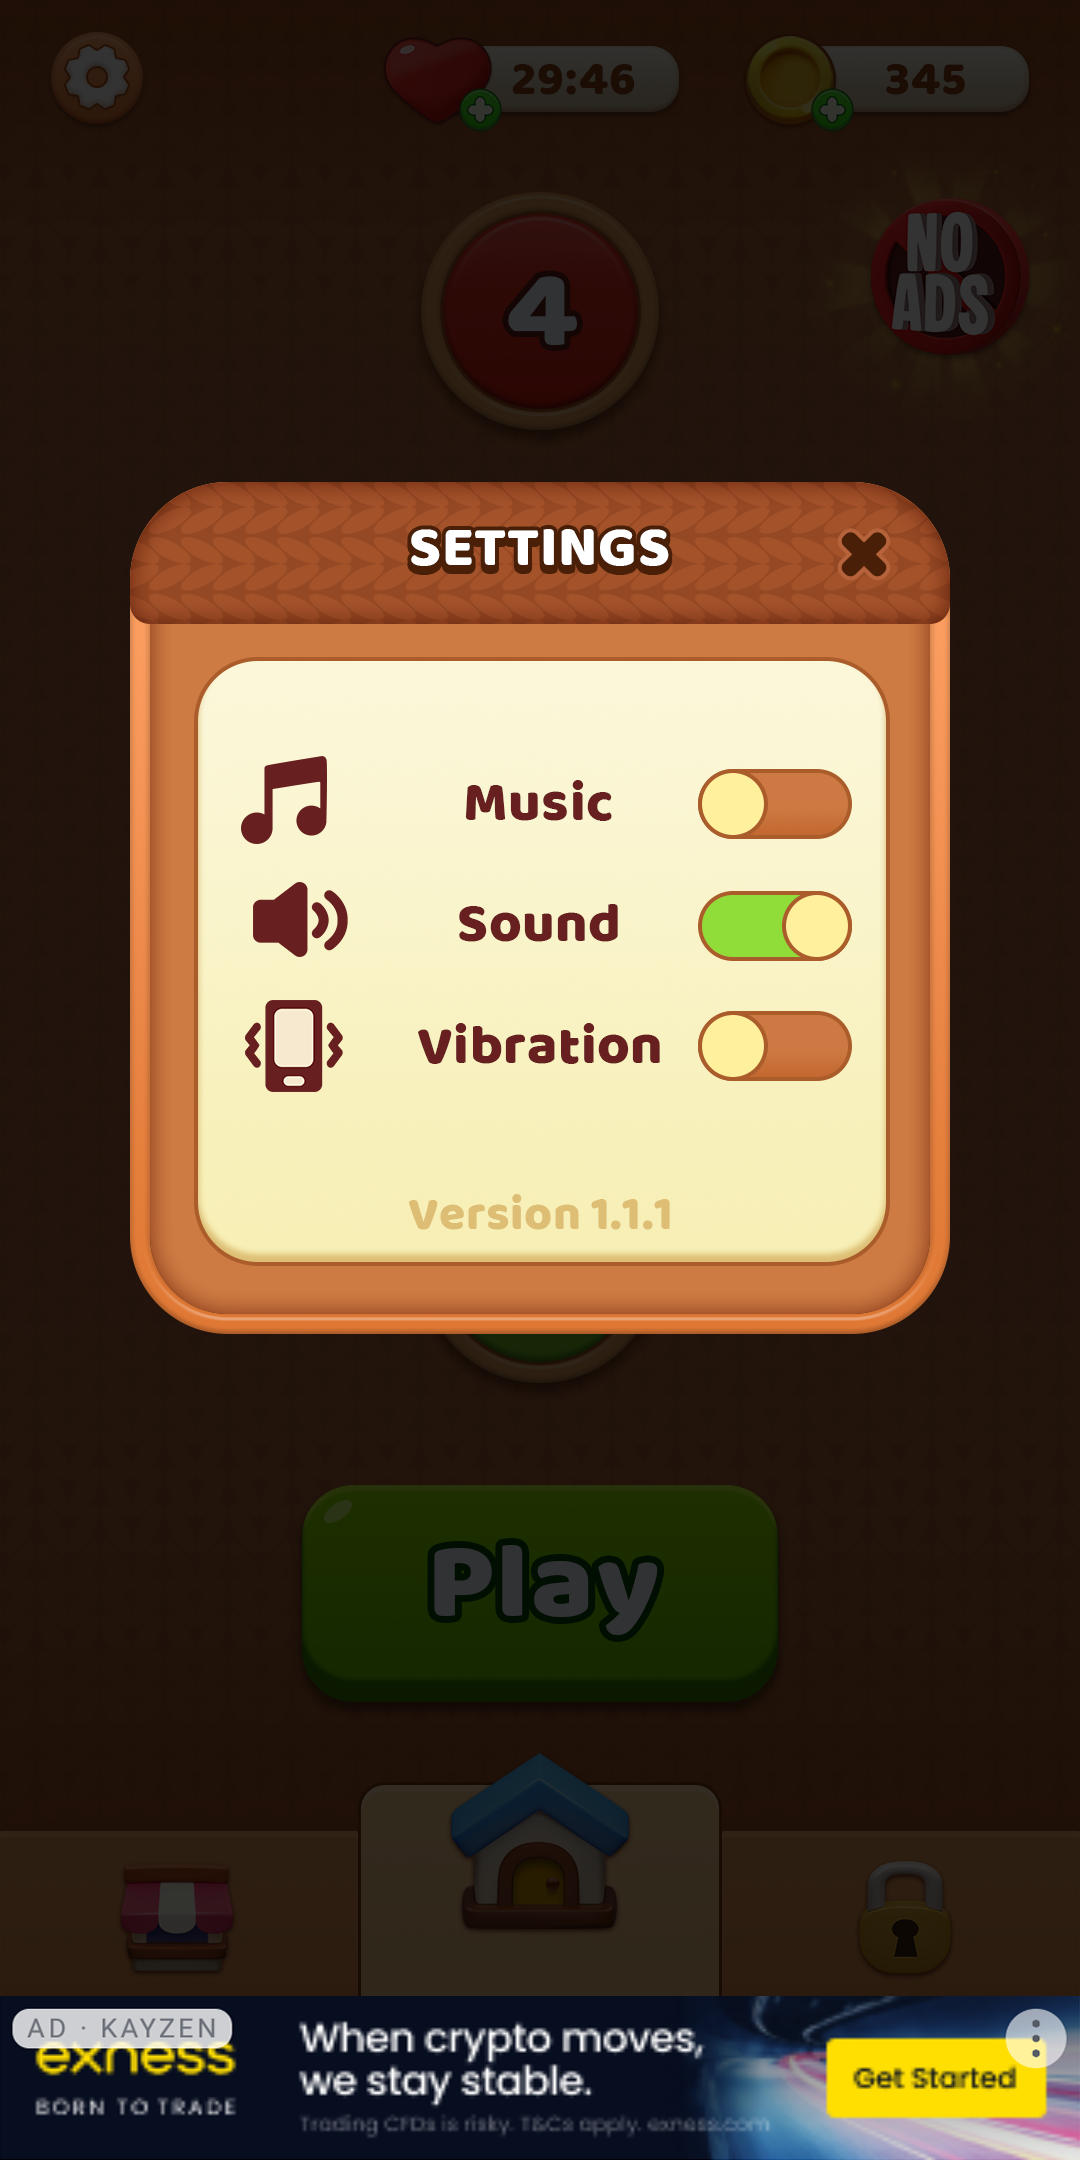 29:46
345
4
NO
ADS
SETTINGS
Music
Sound
Vibration
Version 1.1.1
Play
AD · KAYZEN
exness
BORN TO TRADE
When crypto moves,
we stay stable.
Trading CFDs is risky. T&Cs apply. exness.com
Get Started